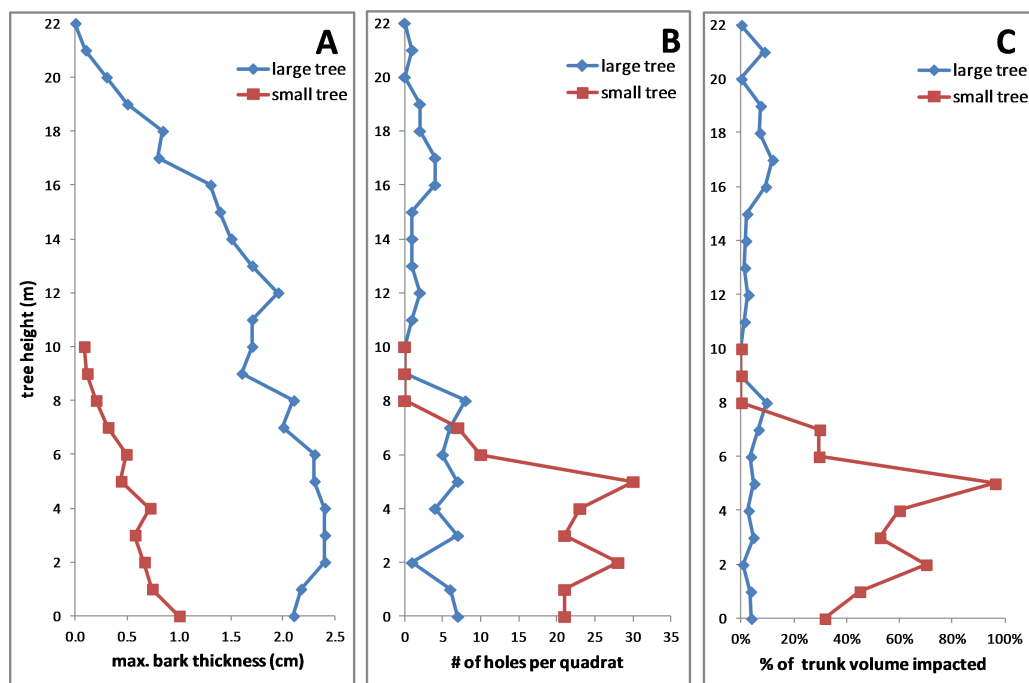 A
large tree
small tree
tree height (m)
22
20
18
16
14
12
10
8
6
4
2
0
0.0 0.5 1.0 1.5 2.0 2.5
max. bark thickness (cm)
B
large tree
small tree
22
20
18
16
14
12
10
8
6
4
2
0
0 5 10 15 20 25 30 35
# of holes per quadrat
C
large tree
small tree
22
20
18
16
14
12
10
8
6
4
2
0
0% 20% 40% 60% 80% 100%
% of trunk volume impacted